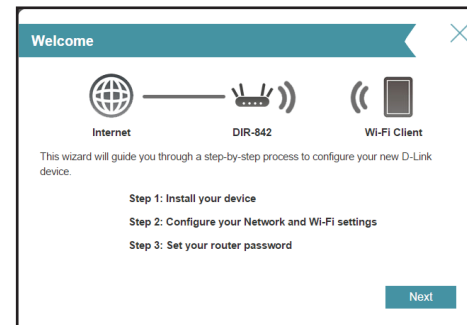 Welcome
Internet
DIR-842
Wi-Fi Client
This wizard will guide you through a step-by-step process to configure your new D-Link
device.
Step 1: Install your device
Step 2: Configure your Network and Wi-Fi settings
Step 3: Set your router password
Next